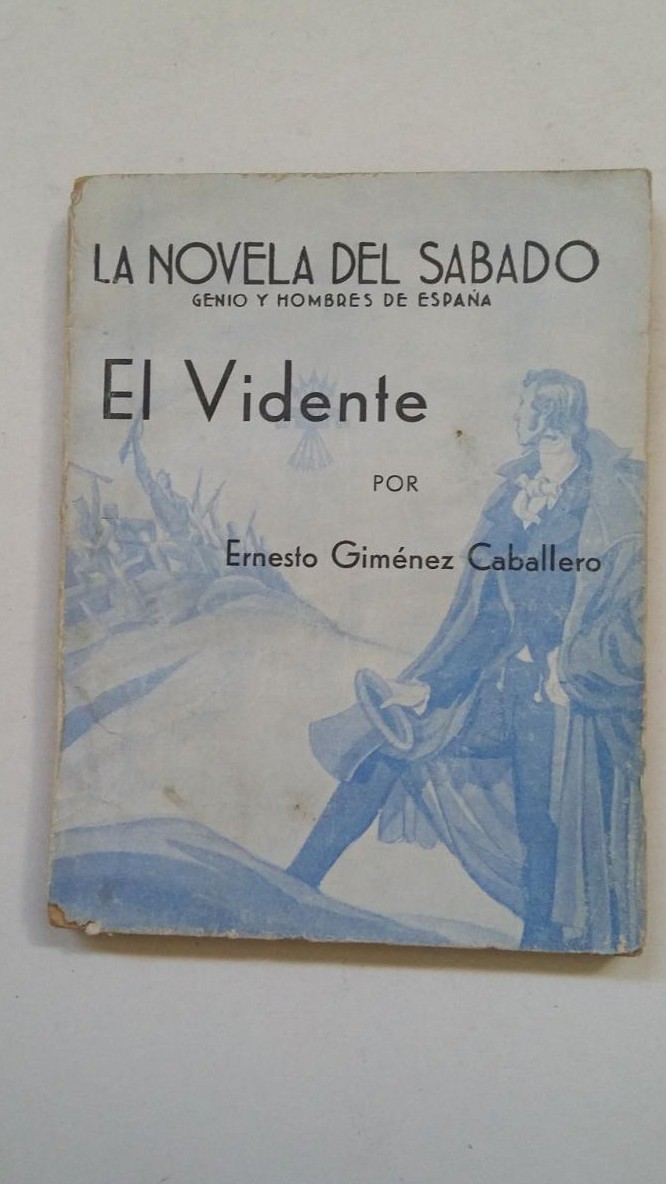 LA NOVELA DEL SABADO
GENIO Y HOMBRES DE ESPAÑA
El Vidente
POR
Ernesto Giménez Caballero